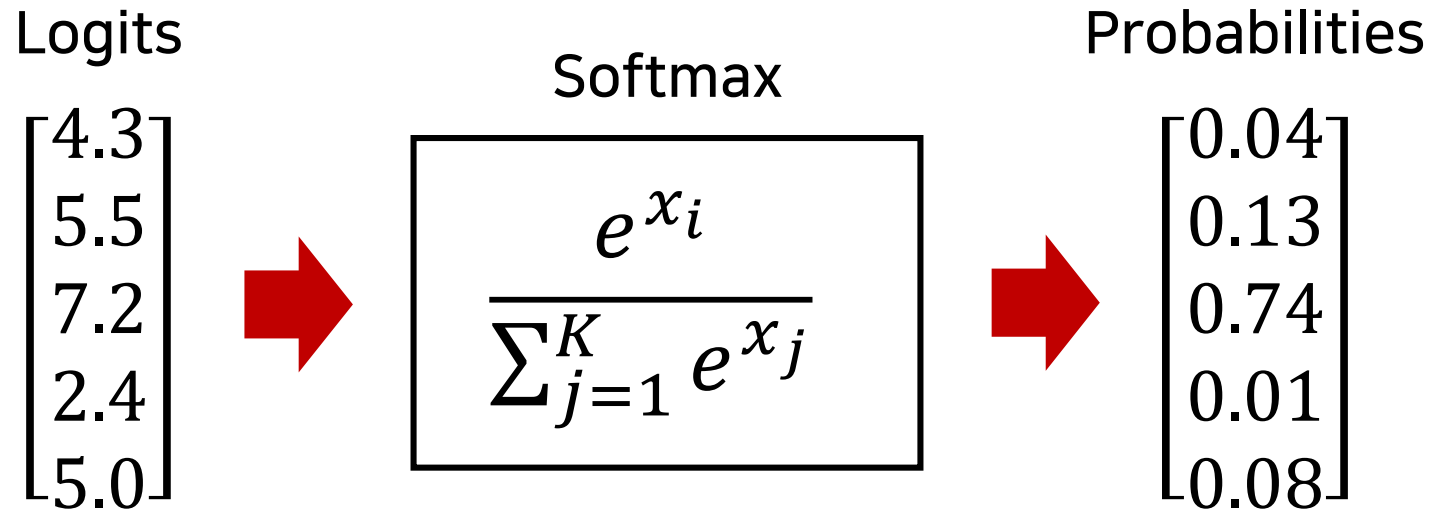 Logits
4.3
5.5
7.2
2.4
5.0
Softmax
e^{x_i}
∑_{j=1}^{K} e^{x_j}
Probabilities
0.04
0.13
0.74
0.01
0.08